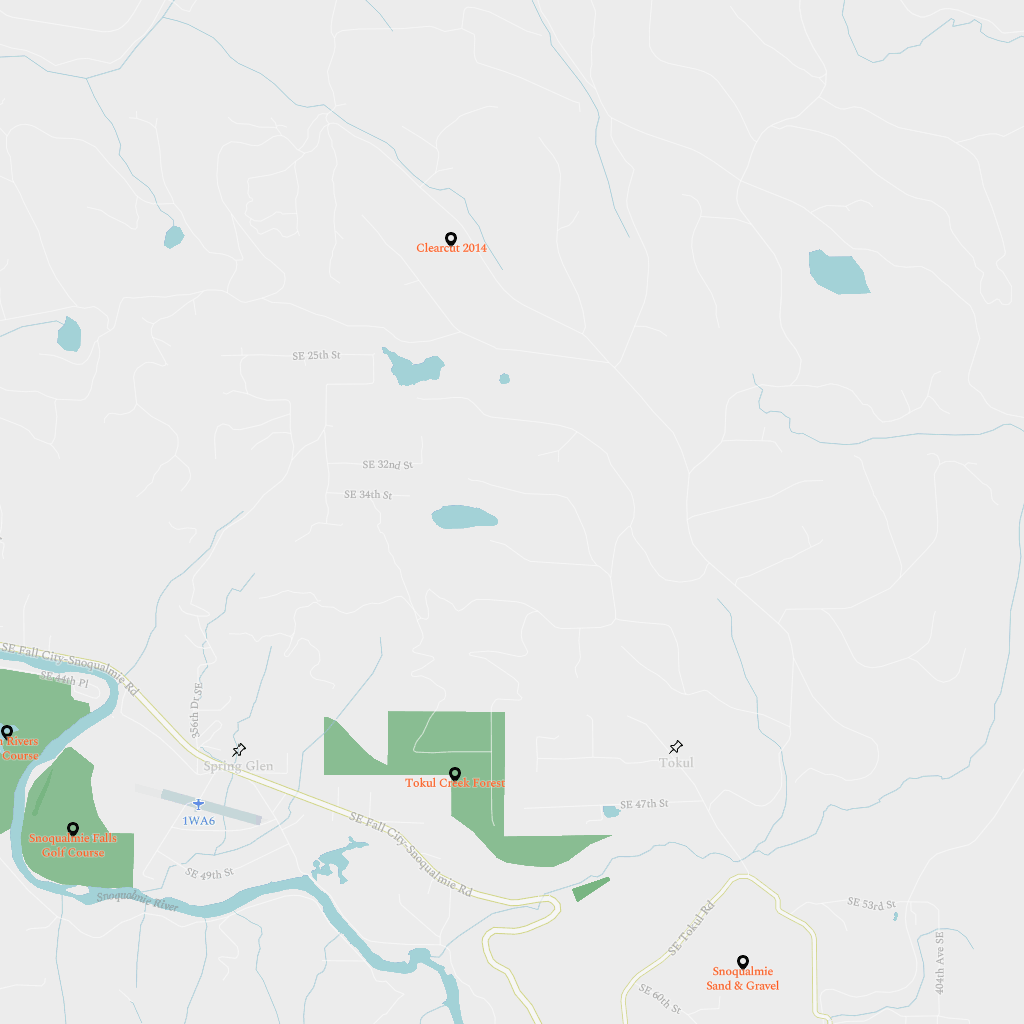 Clearcut 2014
SE 25th St
SE 32nd St
SE 34th St
SE Fall City-Snoqualmie Rd
SE 44th Pl
356th Dr SE
Rivers
Course
Spring Glen
Tokul
Tokul Creek Forest
1WA6
SE 47th St
SE Fall City-Snoqualmie Rd
Snoqualmie Falls
Golf Course
SE 49th St
Snoqualmie River
SE Tokul Rd
SE 53rd St
404th Ave SE
Snoqualmie
Sand & Gravel
SE 60th St